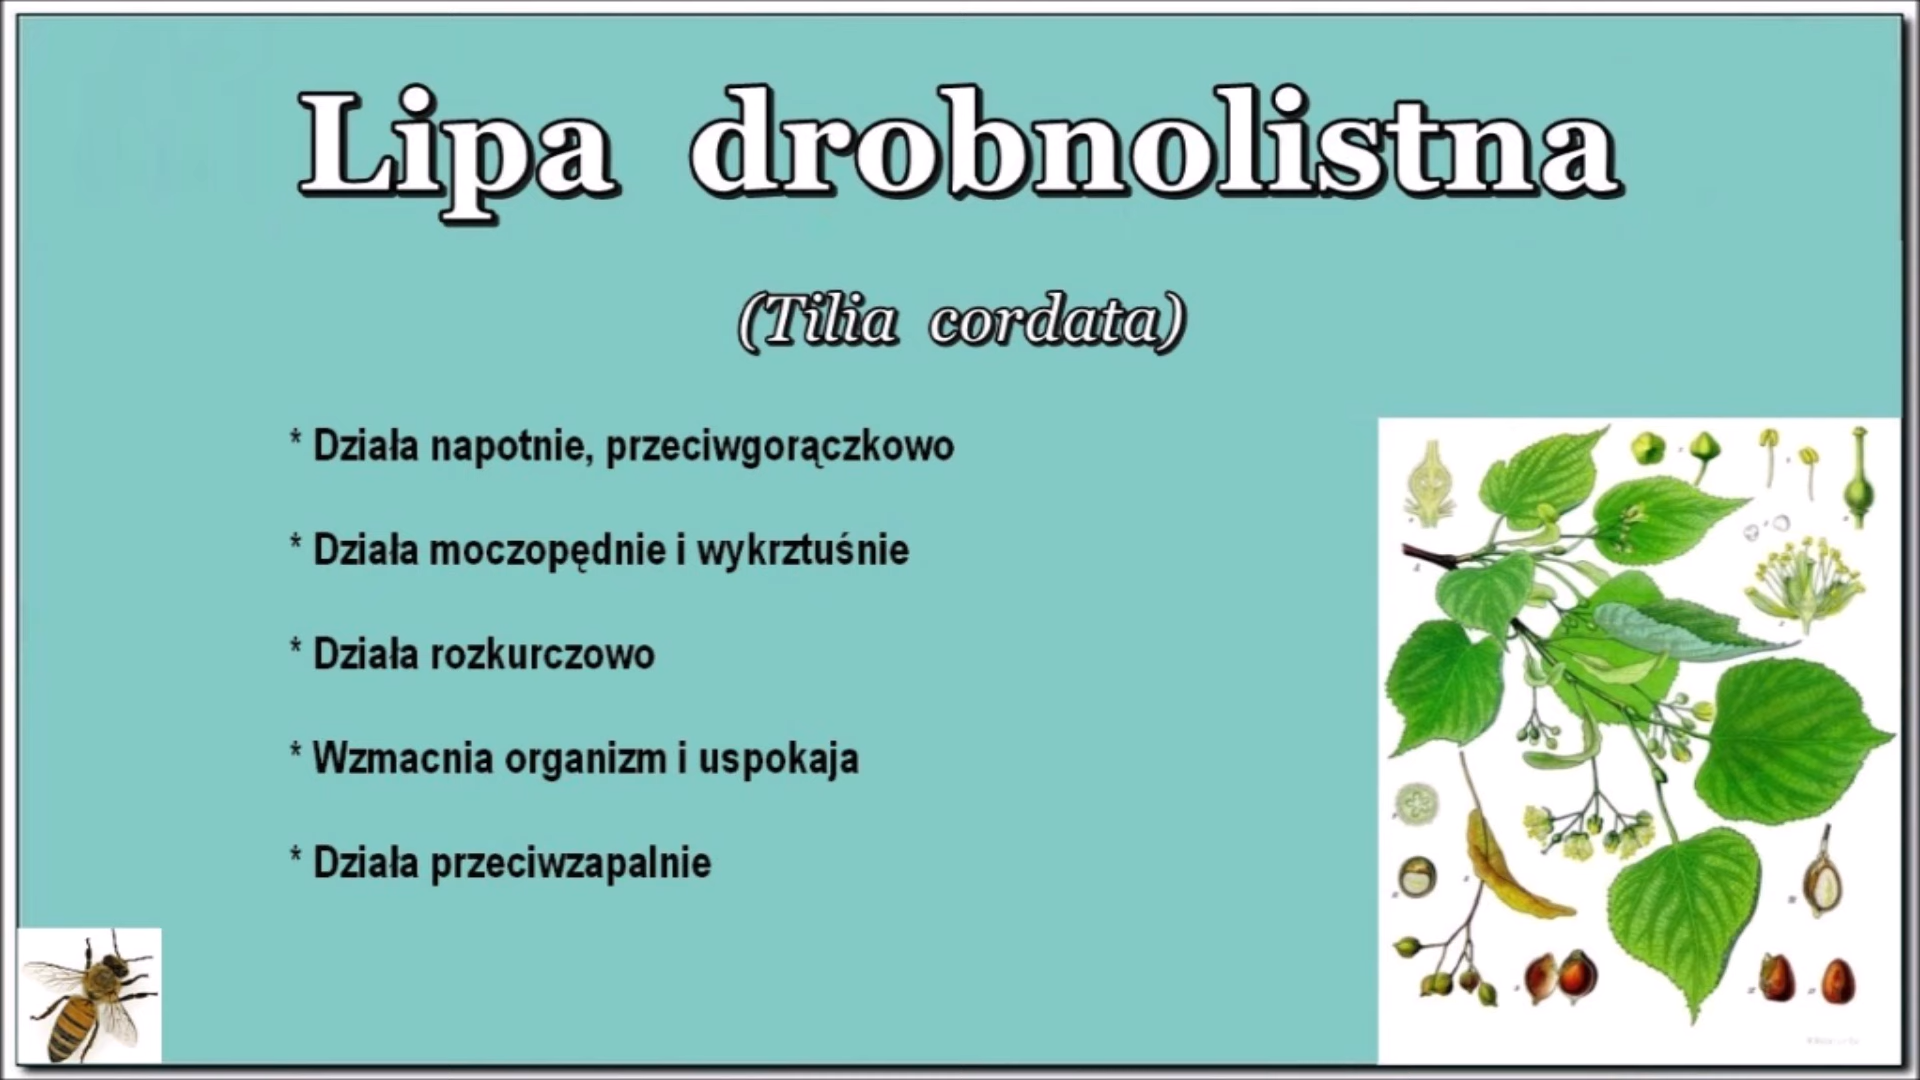 Lipa drobnolistna
(Tilia cordata)
* Działa napotnie, przeciwgorączkowo
* Działa moczopędnie i wykrztuśnie
* Działa rozkurczowo
* Wzmacnia organizm i uspokaja
* Działa przeciwzapalnie